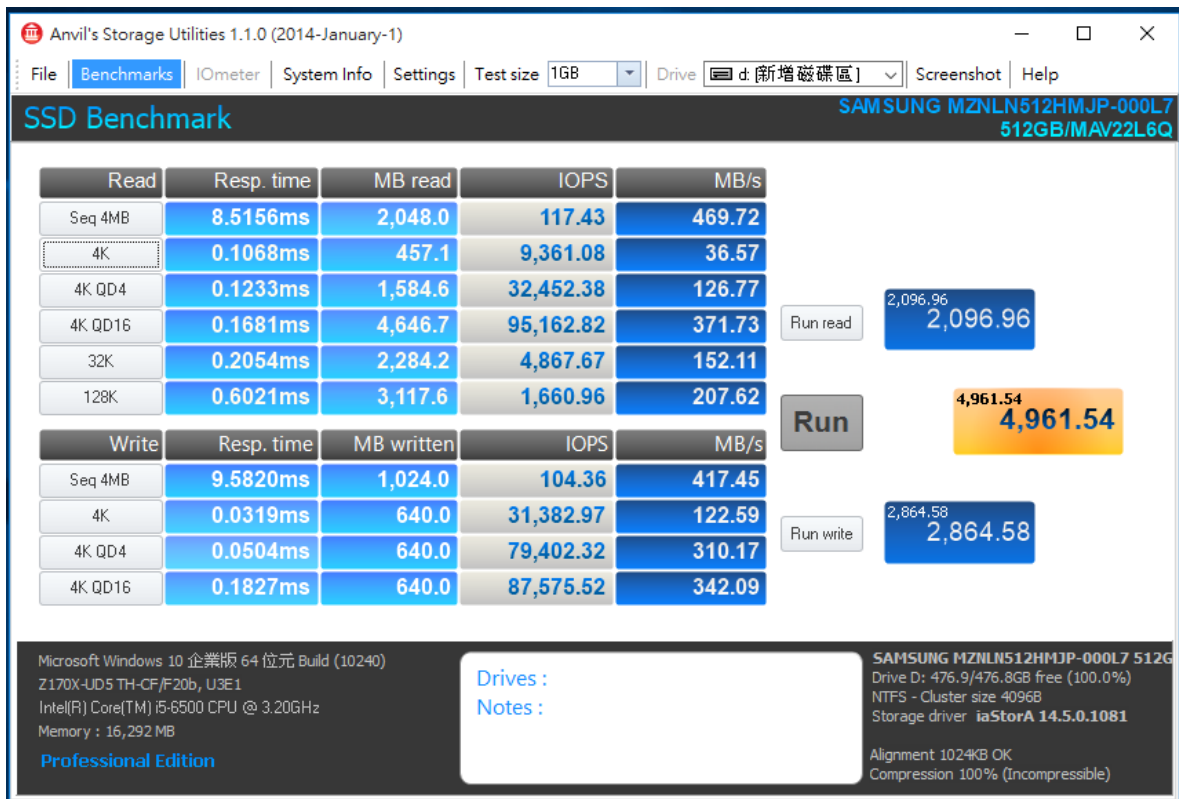 Anvil's Storage Utilities 1.1.0 (2014-January-1)
File Benchmarks IOmeter System Info Settings Test size 1GB Drive d: [新增磁碟區] Screenshot Help
SSD Benchmark
SAMSUNG MZNLN512HMJP-000L7
512GB/MAV22L6Q
Read Resp. time MB read IOPS MB/s
Seq 4MB 8.5156ms 2,048.0 117.43 469.72
4K 0.1068ms 457.1 9,361.08 36.57
4K QD4 0.1233ms 1,584.6 32,452.38 126.77
4K QD16 0.1681ms 4,646.7 95,162.82 371.73
32K 0.2054ms 2,284.2 4,867.67 152.11
128K 0.6021ms 3,117.6 1,660.96 207.62
Run read
2,096.96
2,096.96
Run
4,961.54
4,961.54
Write Resp. time MB written IOPS MB/s
Seq 4MB 9.5820ms 1,024.0 104.36 417.45
4K 0.0319ms 640.0 31,382.97 122.59
4K QD4 0.0504ms 640.0 79,402.32 310.17
4K QD16 0.1827ms 640.0 87,575.52 342.09
Run write
2,864.58
2,864.58
Microsoft Windows 10 企業版 64 位元 Build (10240)
Z170X-UD5 TH-CF/F20b, U3E1
Intel(R) Core(TM) i5-6500 CPU @ 3.20GHz
Memory : 16,292 MB
Professional Edition
Drives :
Notes :
SAMSUNG MZNLN512HMJP-000L7 512G
Drive D: 476.9/476.8GB free (100.0%)
NTFS - Cluster size 4096B
Storage driver iaStorA 14.5.0.1081
Alignment 1024KB OK
Compression 100% (Incompressible)